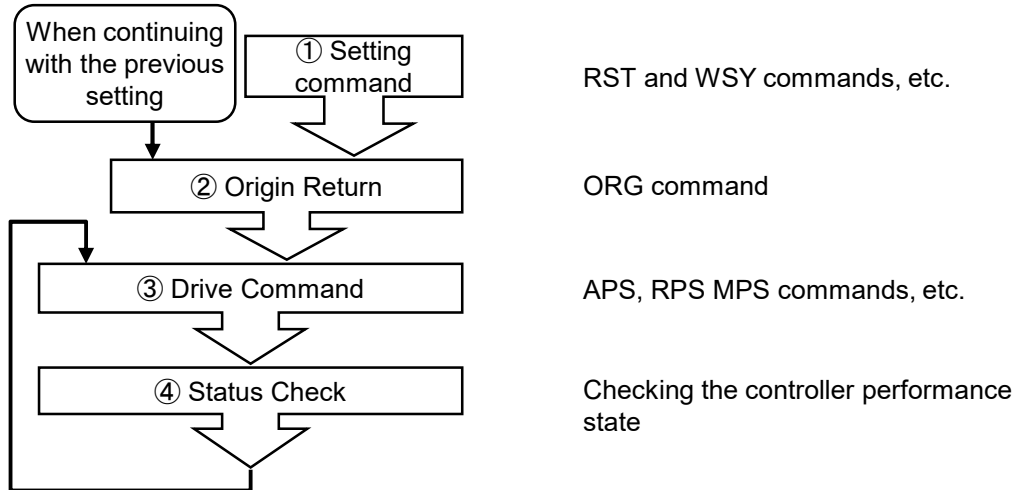 When continuing
with the previous
setting
① Setting
command
RST and WSY commands, etc.
② Origin Return
ORG command
③ Drive Command
APS, RPS MPS commands, etc.
④ Status Check
Checking the controller performance
state